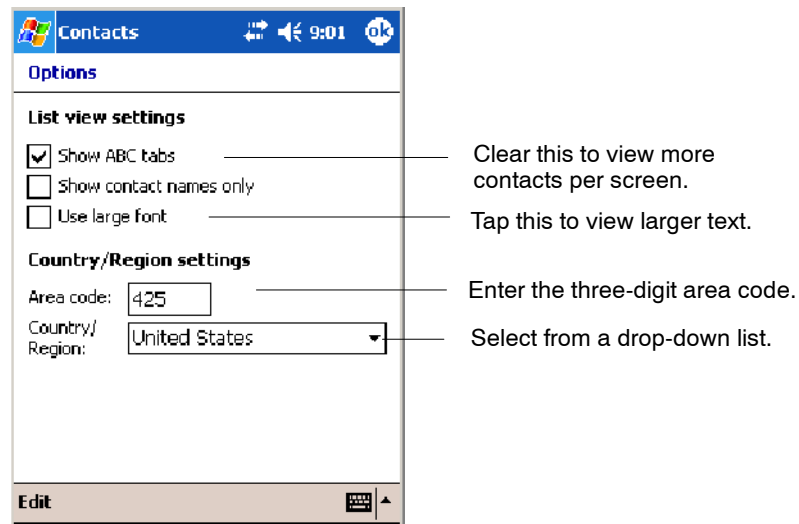 Contacts 9:01 ok
Options
List view settings
Show ABC tabs
Show contact names only
Use large font
Country/Region settings
Area code: 425
Country/
Region: United States
Edit
Clear this to view more
contacts per screen.
Tap this to view larger text.
Enter the three-digit area code.
Select from a drop-down list.